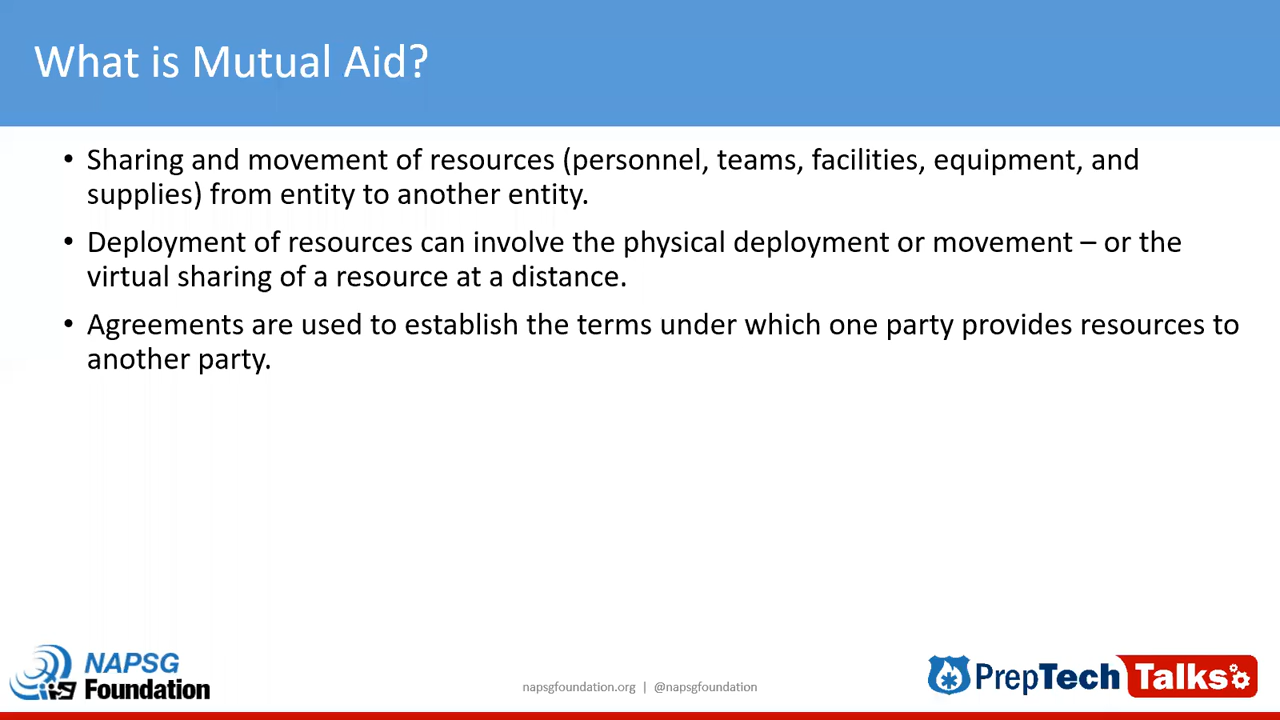 What is Mutual Aid?
• Sharing and movement of resources (personnel, teams, facilities, equipment, and
supplies) from entity to another entity.
• Deployment of resources can involve the physical deployment or movement – or the
virtual sharing of a resource at a distance.
• Agreements are used to establish the terms under which one party provides resources to
another party.
NAPSG
Foundation
napsgfoundation.org | @napsgfoundation
PrepTech Talks